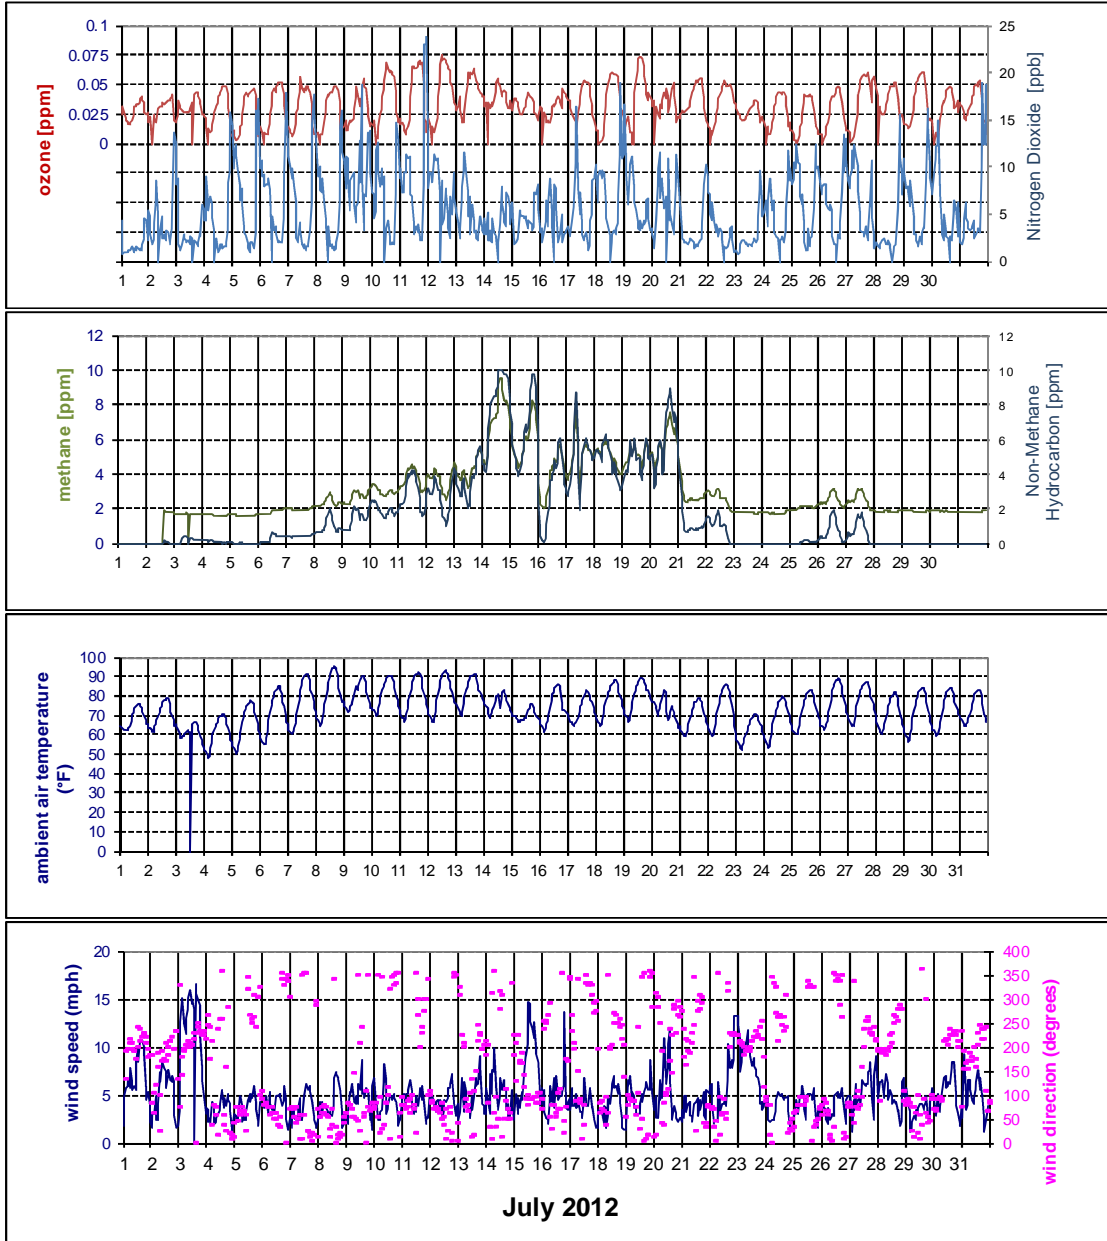 0.1 25
0.075
20
0.05
0.025 15
0
10
5
0
ozone [ppm]
Nitrogen Dioxide [ppb]
1 2 3 4 5 6 7 8 9 10 11 12 13 14 15 16 17 18 19 20 21 22 23 24 25 26 27 28 29 30
12 12
10 10
8 8
6 6
4 4
2 2
0 0
methane [ppm]
Non-Methane
Hydrocarbon [ppm]
1 2 3 4 5 6 7 8 9 10 11 12 13 14 15 16 17 18 19 20 21 22 23 24 25 26 27 28 29 30
100
90
80
70
60
50
40
30
20
10
0
ambient air temperature
(°F)
1 2 3 4 5 6 7 8 9 10 11 12 13 14 15 16 17 18 19 20 21 22 23 24 25 26 27 28 29 30 31
20 400
350
15 300
250
10 200
150
5 100
50
0 0
wind speed (mph)
wind direction (degrees)
1 2 3 4 5 6 7 8 9 10 11 12 13 14 15 16 17 18 19 20 21 22 23 24 25 26 27 28 29 30 31
July 2012